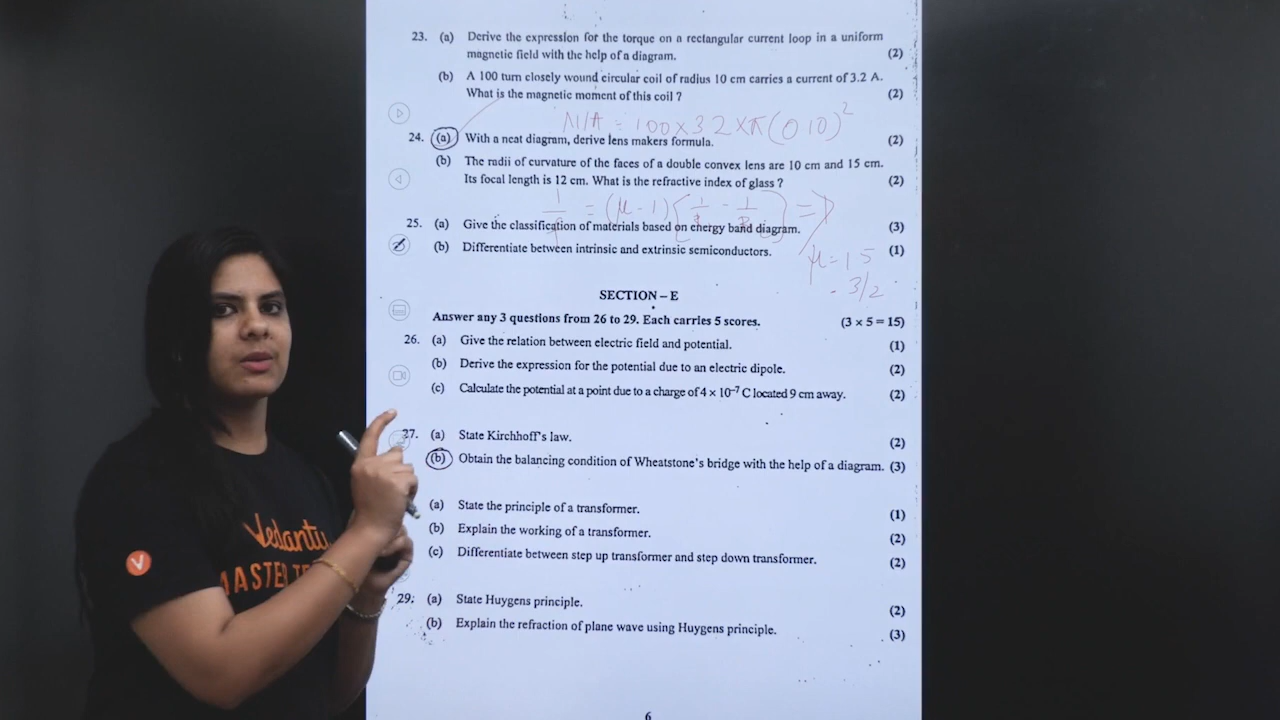 23. (a) Derive the expression for the torque on a rectangular current loop in a uniform
magnetic field with the help of a diagram. (2)
(b) A 100 turn closely wound circular coil of radius 10 cm carries a current of 3.2 A.
What is the magnetic moment of this coil ? (2)
NIA = 100 × 3 2 × π (0 10)²
24. (a) With a neat diagram, derive lens makers formula. (2)
(b) The radii of curvature of the faces of a double convex lens are 10 cm and 15 cm.
Its focal length is 12 cm. What is the refractive index of glass ? (2)
25. (a) Give the classification of materials based on energy band diagram. (3)
(b) Differentiate between intrinsic and extrinsic semiconductors. (1)
μ = 1 5
3/2
SECTION – E
Answer any 3 questions from 26 to 29. Each carries 5 scores. (3 × 5 = 15)
26. (a) Give the relation between electric field and potential. (1)
(b) Derive the expression for the potential due to an electric dipole. (2)
(c) Calculate the potential at a point due to a charge of 4 × 10⁻⁷ C located 9 cm away. (2)
27. (a) State Kirchhoff's law. (2)
(b) Obtain the balancing condition of Wheatstone's bridge with the help of a diagram. (3)
(a) State the principle of a transformer. (1)
(b) Explain the working of a transformer. (2)
(c) Differentiate between step up transformer and step down transformer. (2)
29. (a) State Huygens principle. (2)
(b) Explain the refraction of plane wave using Huygens principle. (3)
6
Vedantu
MASTER
V